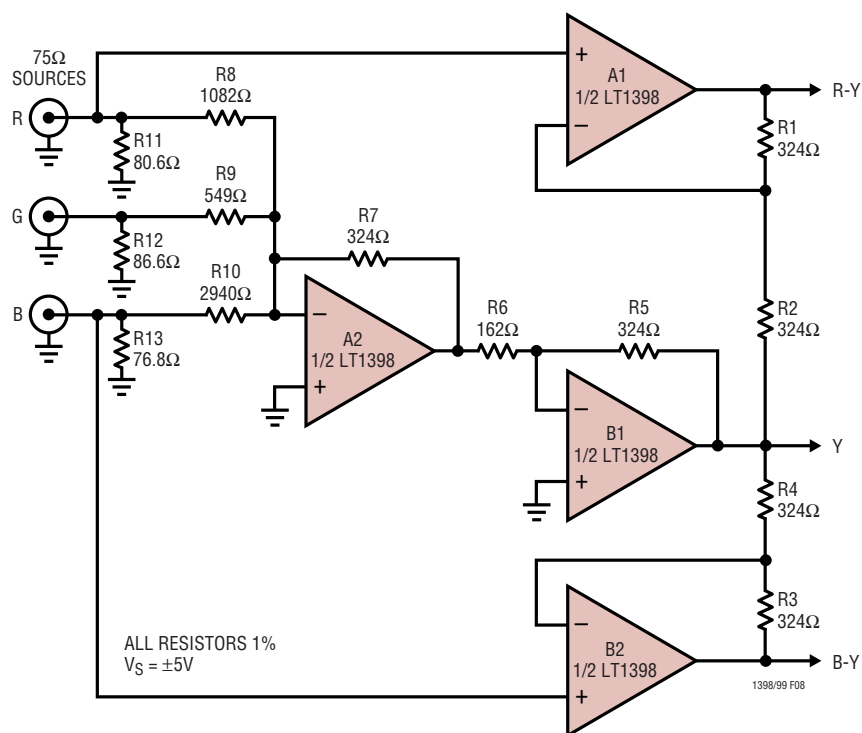 75Ω
SOURCES
R
R8
1082Ω
R11
80.6Ω
+
A1
1/2 LT1398
−
R-Y
R1
324Ω
G
R9
549Ω
R12
86.6Ω
R7
324Ω
B
R10
2940Ω
R13
76.8Ω
−
A2
1/2 LT1398
+
R6
162Ω
R5
324Ω
R2
324Ω
−
B1
1/2 LT1398
+
Y
R4
324Ω
−
B2
1/2 LT1398
+
R3
324Ω
B-Y
ALL RESISTORS 1%
VS = ±5V
1398/99 F08